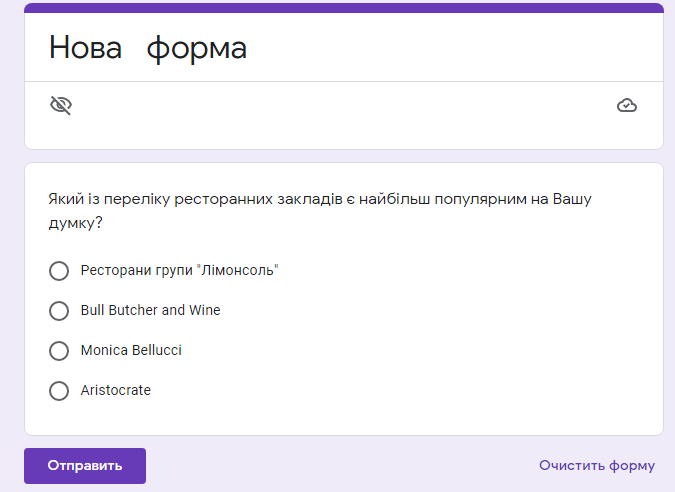 Нова форма
Який із переліку ресторанних закладів є найбільш популярним на Вашу
думку?
Ресторани групи "Лімонсоль"
Bull Butcher and Wine
Monica Bellucci
Aristocrate
Отправить
Очистить форму